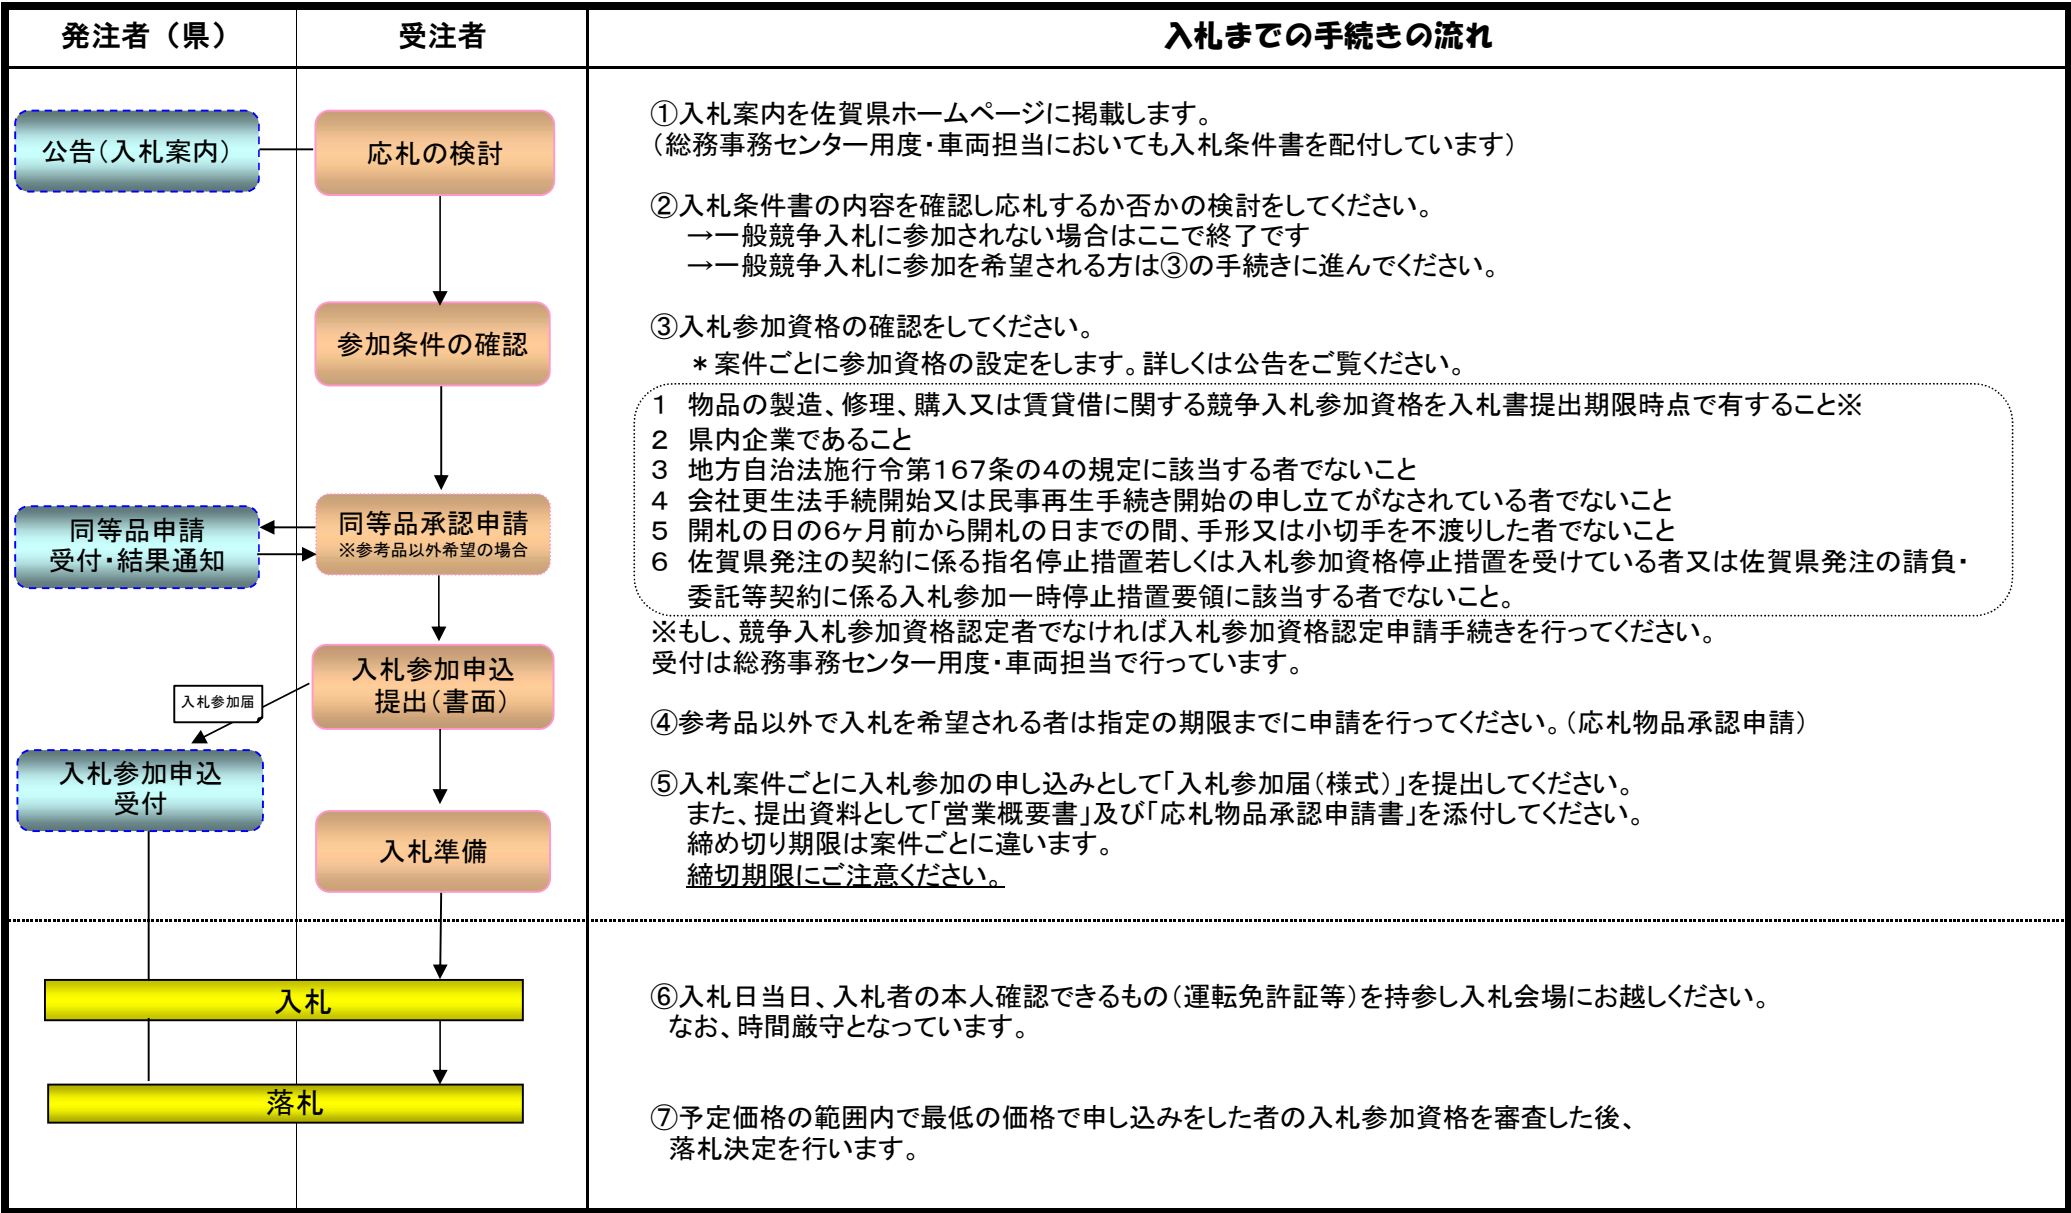 発注者（県）
受注者
入札までの手続きの流れ
公告（入札案内）
応札の検討
参加条件の確認
同等品申請
受付・結果通知
同等品承認申請
※参考品以外希望の場合
入札参加申込
提出（書面）
入札参加届
入札参加申込
受付
入札準備
入札
落札
①入札案内を佐賀県ホームページに掲載します。
（総務事務センター用度・車両担当においても入札条件書を配付しています）
②入札条件書の内容を確認し応札するか否かの検討をしてください。
→一般競争入札に参加されない場合はここで終了です
→一般競争入札に参加を希望される方は③の手続きに進んでください。
③入札参加資格の確認をしてください。
＊案件ごとに参加資格の設定をします。詳しくは公告をご覧ください。
1　物品の製造、修理、購入又は賃貸借に関する競争入札参加資格を入札書提出期限時点で有すること※
2　県内企業であること
3　地方自治法施行令第167条の4の規定に該当する者でないこと
4　会社更生法手続開始又は民事再生手続き開始の申し立てがなされている者でないこと
5　開札の日の6ヶ月前から開札の日までの間、手形又は小切手を不渡りした者でないこと
6　佐賀県発注の契約に係る指名停止措置若しくは入札参加資格停止措置を受けている者又は佐賀県発注の請負・
委託等契約に係る入札参加一時停止措置要領に該当する者でないこと。
※もし、競争入札参加資格認定者でなければ入札参加資格認定申請手続きを行ってください。
受付は総務事務センター用度・車両担当で行っています。
④参考品以外で入札を希望される者は指定の期限までに申請を行ってください。（応札物品承認申請）
⑤入札案件ごとに入札参加の申し込みとして「入札参加届（様式）」を提出してください。
また、提出資料として「営業概要書」及び「応札物品承認申請書」を添付してください。
締め切り期限は案件ごとに違います。
締切期限にご注意ください。
⑥入札日当日、入札者の本人確認できるもの（運転免許証等）を持参し入札会場にお越しください。
なお、時間厳守となっています。
⑦予定価格の範囲内で最低の価格で申し込みをした者の入札参加資格を審査した後、
落札決定を行います。